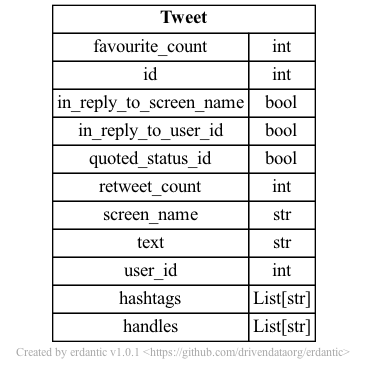 Tweet
favourite_count int
id int
in_reply_to_screen_name bool
in_reply_to_user_id bool
quoted_status_id bool
retweet_count int
screen_name str
text str
user_id int
hashtags List[str]
handles List[str]
Created by erdantic v1.0.1 <https://github.com/drivendataorg/erdantic>